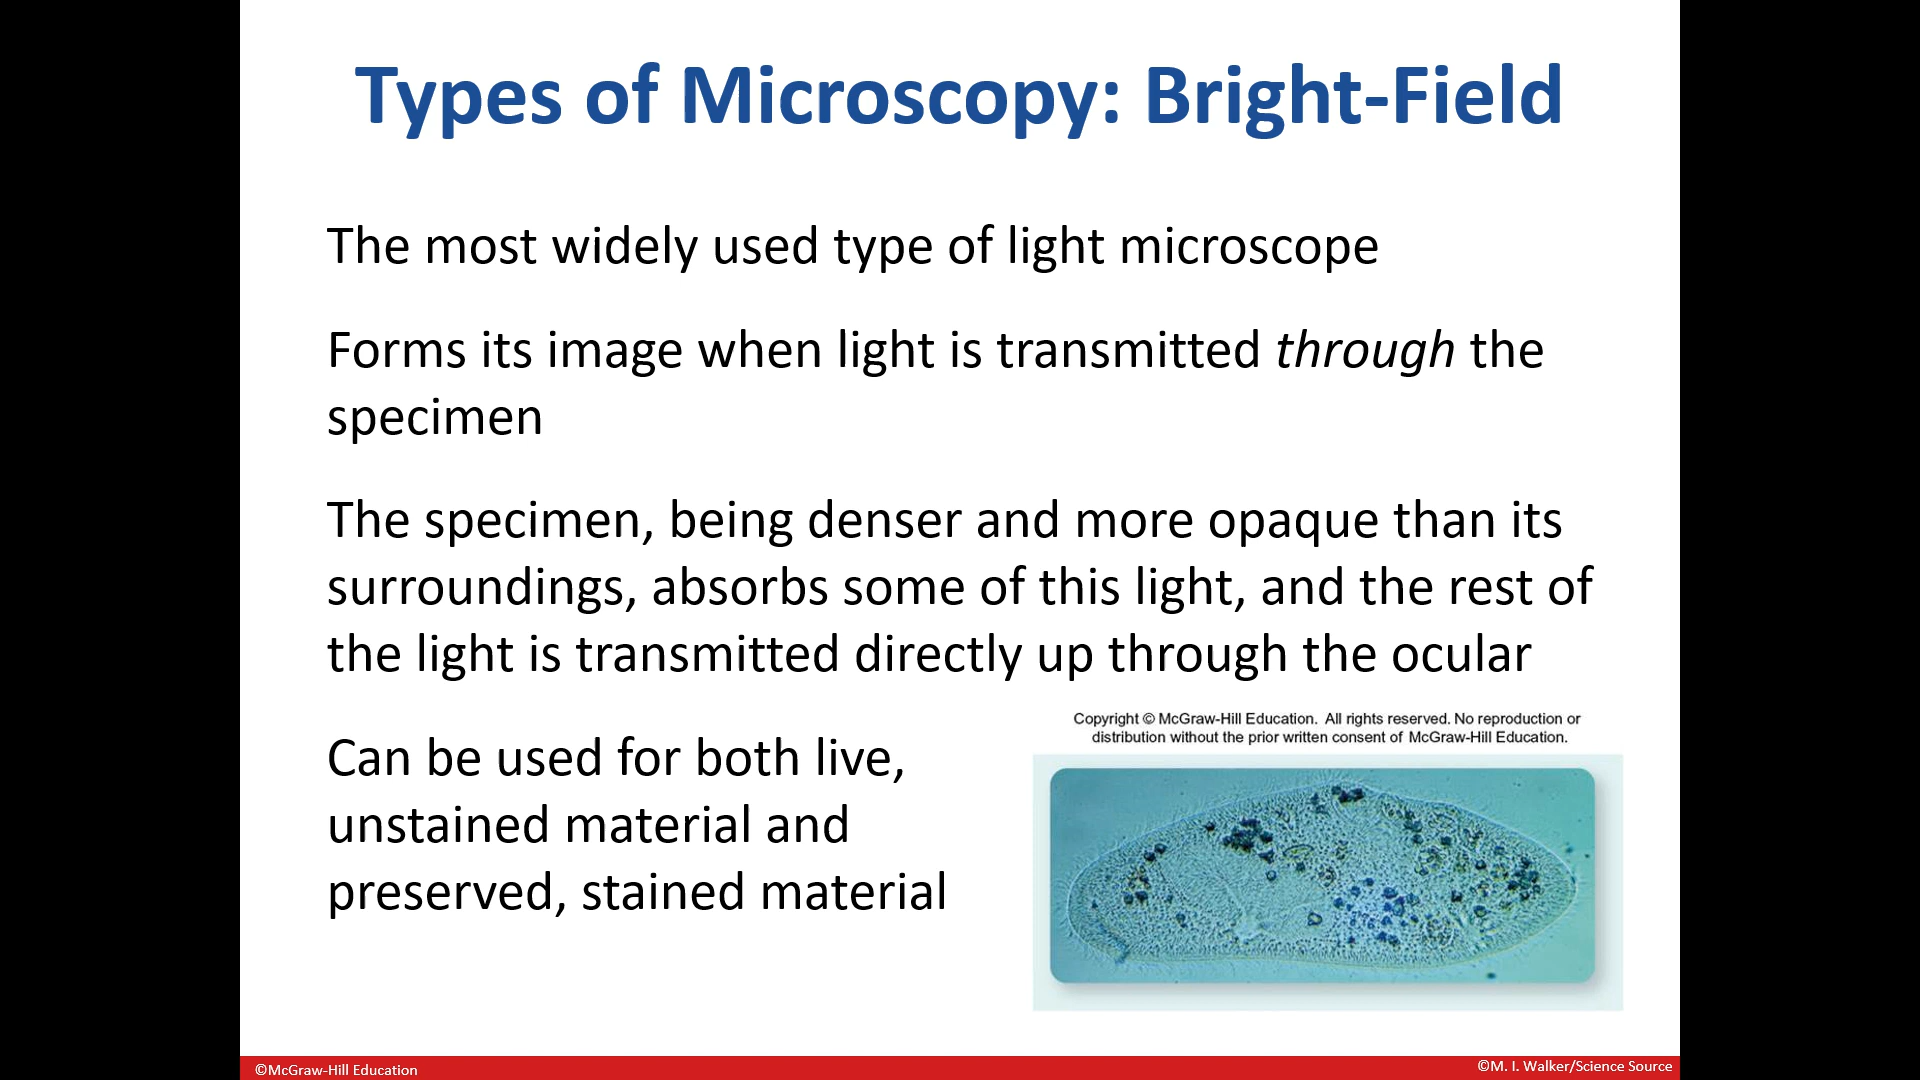 Types of Microscopy: Bright-Field
The most widely used type of light microscope
Forms its image when light is transmitted through the
specimen
The specimen, being denser and more opaque than its
surroundings, absorbs some of this light, and the rest of
the light is transmitted directly up through the ocular
Can be used for both live,
unstained material and
preserved, stained material
Copyright © McGraw-Hill Education. All rights reserved. No reproduction or
distribution without the prior written consent of McGraw-Hill Education.
©McGraw-Hill Education
©M. I. Walker/Science Source